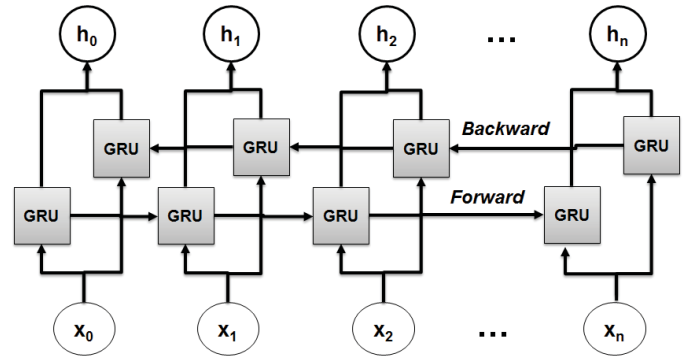 h0 h1 h2 ... hn
Backward
GRU GRU GRU GRU
Forward
GRU GRU GRU GRU
x0 x1 x2 ... xn